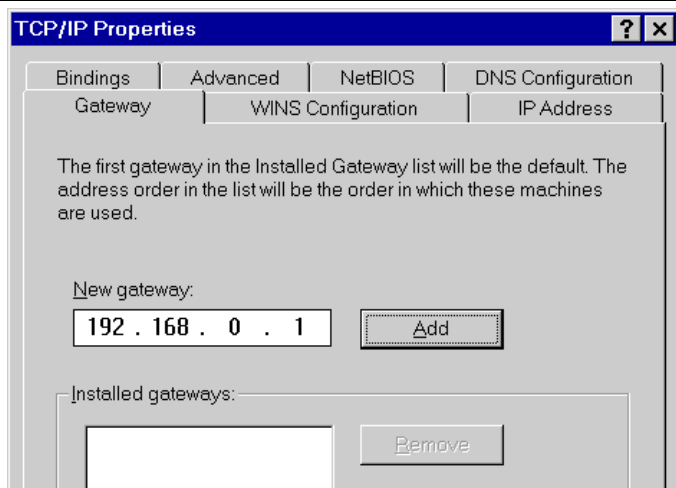 TCP/IP Properties
? ×
Bindings Advanced NetBIOS DNS Configuration
Gateway WINS Configuration IP Address
The first gateway in the Installed Gateway list will be the default. The
address order in the list will be the order in which these machines
are used.
New gateway:
192 . 168 . 0 . 1 Add
Installed gateways:
Remove